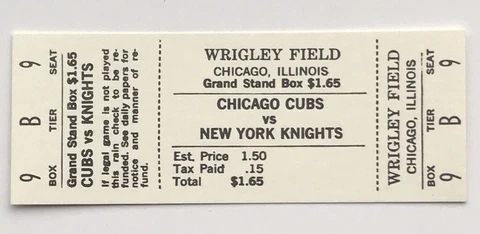 9 B 9
BOX TIER SEAT
Grand Stand Box $1.65
CUBS vs KNIGHTS
If legal game is not played
this rain check to be re-
funded. See daily papers for
notice and manner of re-
fund.
WRIGLEY FIELD
CHICAGO, ILLINOIS
Grand Stand Box $1.65
CHICAGO CUBS
vs
NEW YORK KNIGHTS
Est. Price 1.50
Tax Paid .15
Total $1.65
WRIGLEY FIELD
CHICAGO, ILLINOIS
9 B 9
BOX TIER SEAT